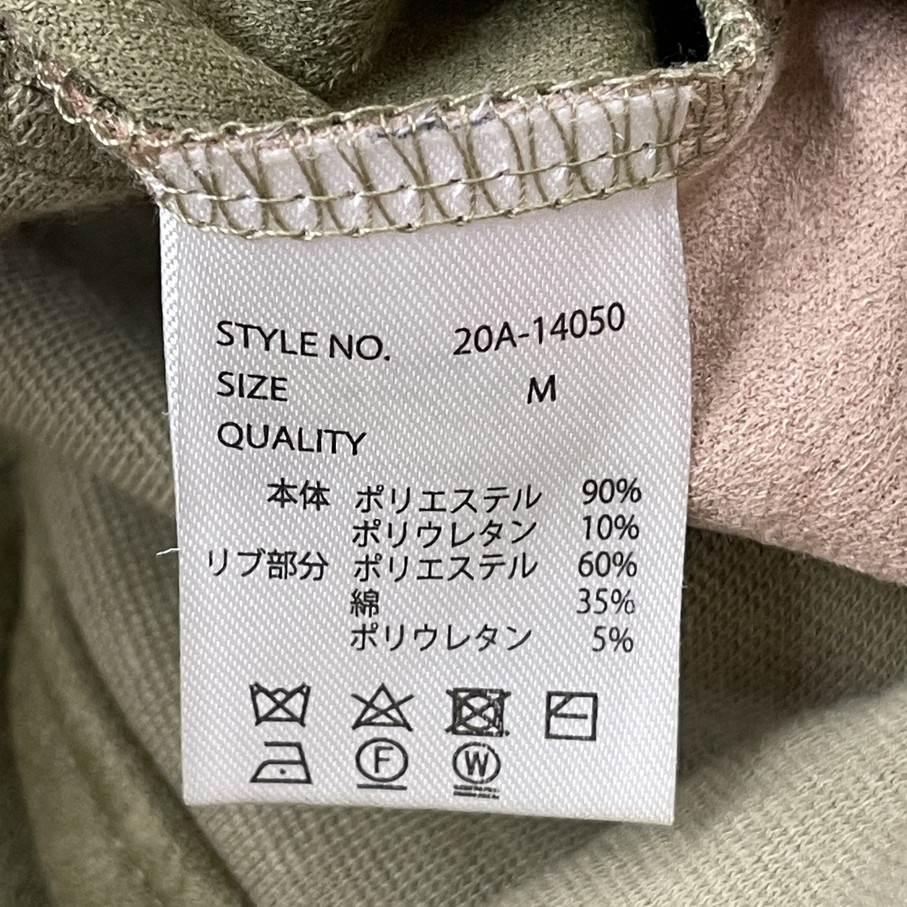 STYLE NO. 20A-14050
SIZE M
QUALITY
本体 ポリエステル 90%
ポリウレタン 10%
リブ部分 ポリエステル 60%
綿 35%
ポリウレタン 5%
F W